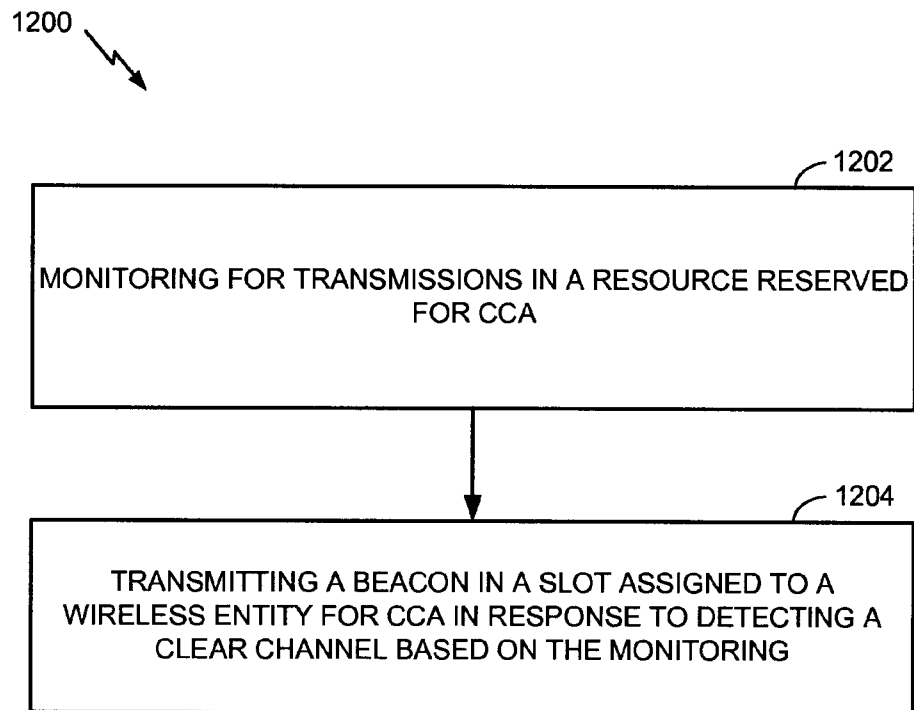 1200
1202
MONITORING FOR TRANSMISSIONS IN A RESOURCE RESERVED
FOR CCA
1204
TRANSMITTING A BEACON IN A SLOT ASSIGNED TO A
WIRELESS ENTITY FOR CCA IN RESPONSE TO DETECTING A
CLEAR CHANNEL BASED ON THE MONITORING